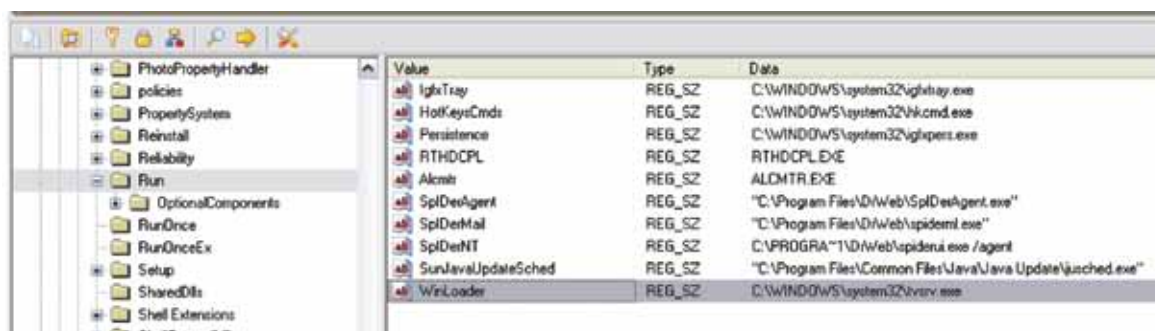 PhotoPropertyHandler
policies
PropertySystem
Reinstall
Reliability
Run
OptionalComponents
RunOnce
RunOnceEx
Setup
SharedDlls
Shell Extensions
Value Type Data
IgfxTray REG_SZ C:\WINDOWS\system32\igfxtray.exe
HotKeysCmds REG_SZ C:\WINDOWS\system32\hkcmd.exe
Persistence REG_SZ C:\WINDOWS\system32\igfxpers.exe
RTHDCPL REG_SZ RTHDCPL.EXE
Alcmtr REG_SZ ALCMTR.EXE
SpIDerAgent REG_SZ "C:\Program Files\DrWeb\SpIDerAgent.exe"
SpIDerMail REG_SZ "C:\Program Files\DrWeb\spiderml.exe"
SpIDerNT REG_SZ C:\PROGRA~1\DrWeb\spiderui.exe /agent
SunJavaUpdateSched REG_SZ "C:\Program Files\Common Files\Java\Java Update\jusched.exe"
WinLoader REG_SZ